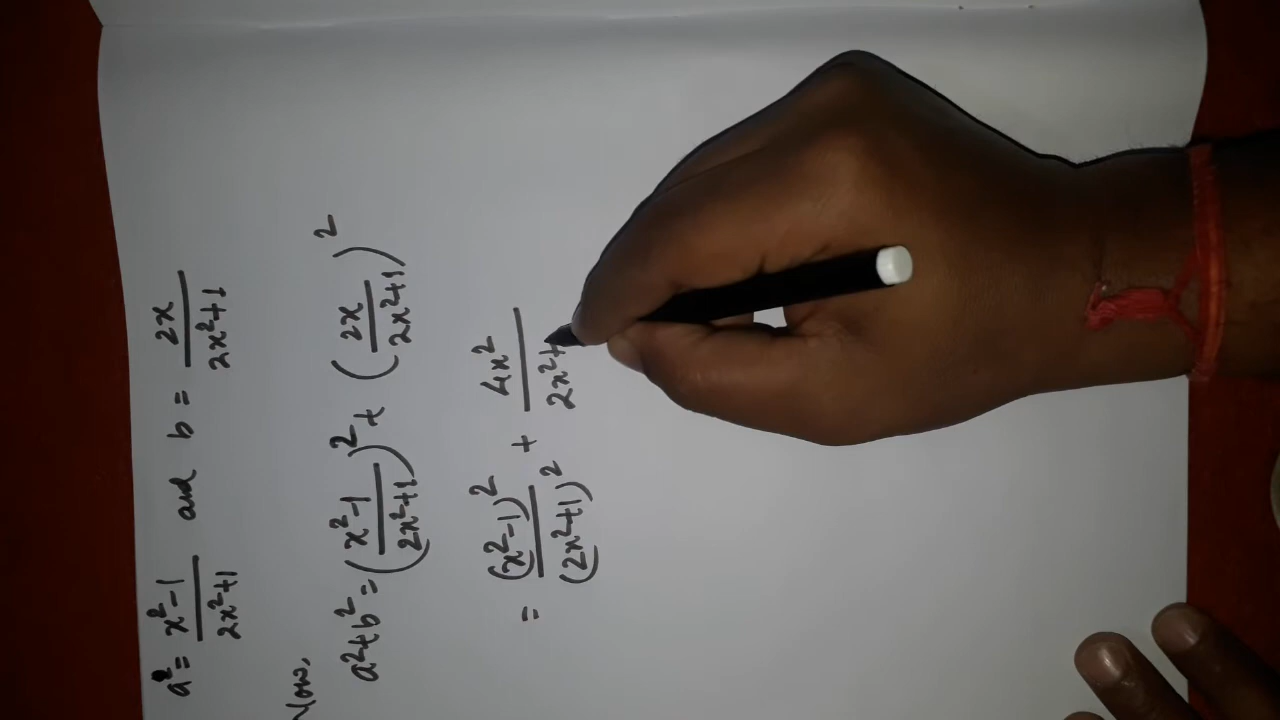 a² = x²-1/2x²+1 and b = 2x/2x²+1
Now,
a²+b² = (x²-1/2x²+1)² + (2x/2x²+1)²
= (x²-1)²/(2x²+1)² + 4x²/2x²+